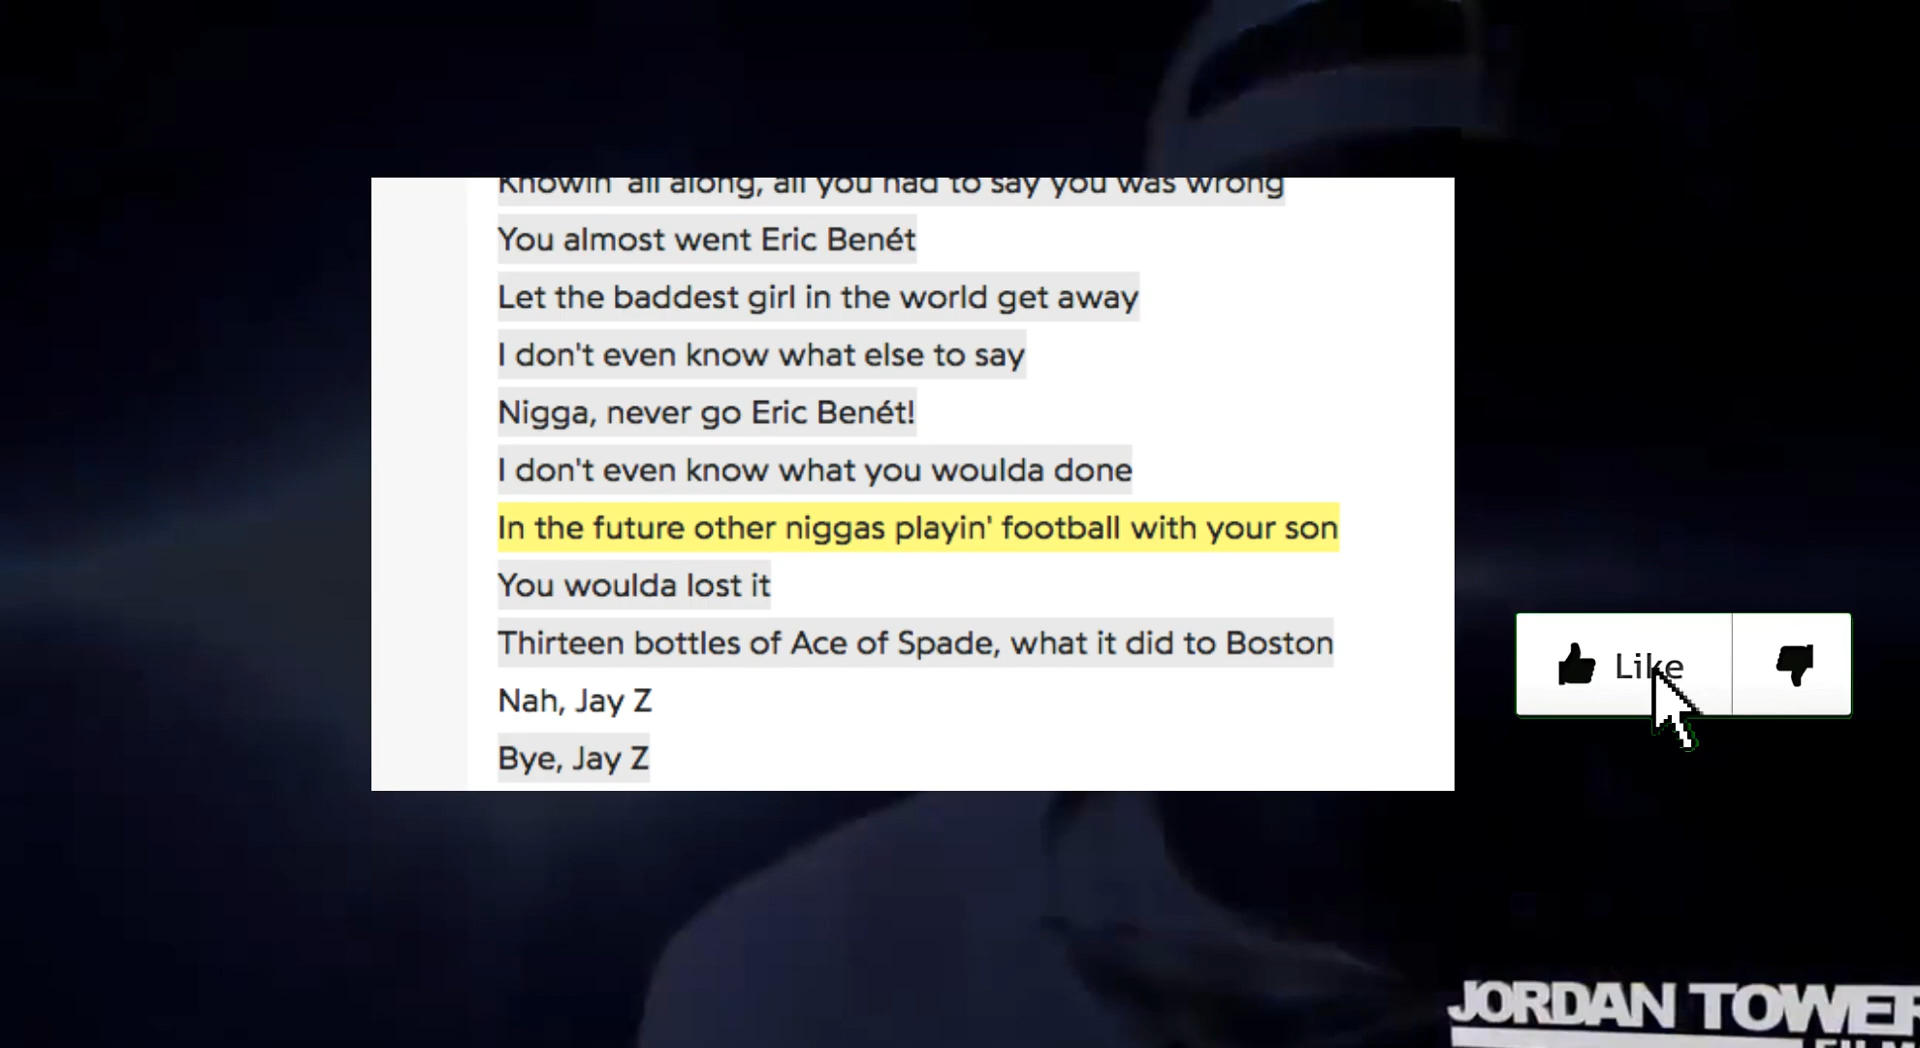 Knowin' all along, all you had to say you was wrong
You almost went Eric Benét
Let the baddest girl in the world get away
I don't even know what else to say
Nigga, never go Eric Benét!
I don't even know what you woulda done
In the future other niggas playin' football with your son
You woulda lost it
Thirteen bottles of Ace of Spade, what it did to Boston
Nah, Jay Z
Bye, Jay Z
Like
JORDAN TOWER
FILM